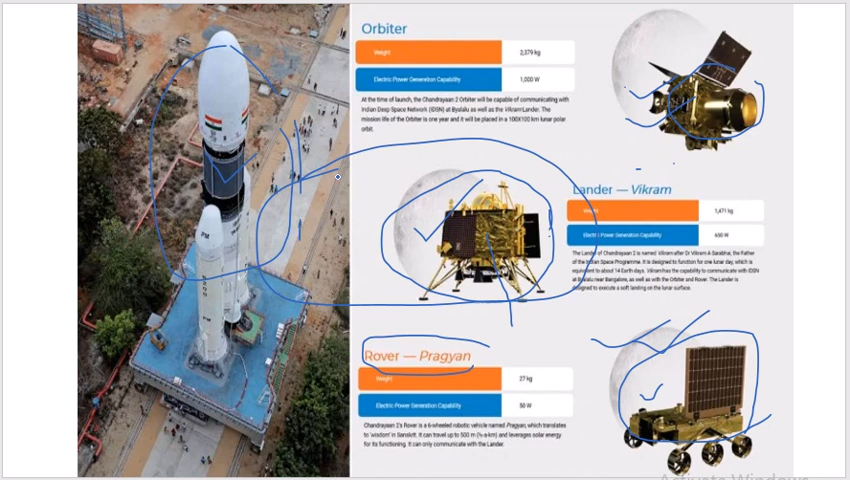 Orbiter
Weight 2,379 kg
Electric Power Generation Capability 1,000 W
At the time of launch, the Chandrayaan 2 Orbiter will be capable of communicating with
Indian Deep Space Network (IDSN) at Byalalu as well as the Vikram Lander. The
mission life of the Orbiter is one year and it will be placed in a 100X100 km lunar polar
orbit.
Lander — Vikram
Weight 1,471 kg
Electric Power Generation Capability 650 W
The Lander of Chandrayaan 2 is named Vikram after Dr Vikram A Sarabhai, the Father
of the Indian Space Programme. It is designed to function for one lunar day, which is
equivalent to about 14 Earth days. Vikram has the capability to communicate with IDSN
at Byalalu near Bangalore, as well as with the Orbiter and Rover. The Lander is
designed to execute a soft landing on the lunar surface.
Rover — Pragyan
Weight 27 kg
Electric Power Generation Capability 50 W
Chandrayaan 2's Rover is a 6-wheeled robotic vehicle named Pragyan, which translates
to 'wisdom' in Sanskrit. It can travel up to 500 m (½-a-km) and leverages solar energy
for its functioning. It can only communicate with the Lander.
PM
S200
PM
Activate Windows